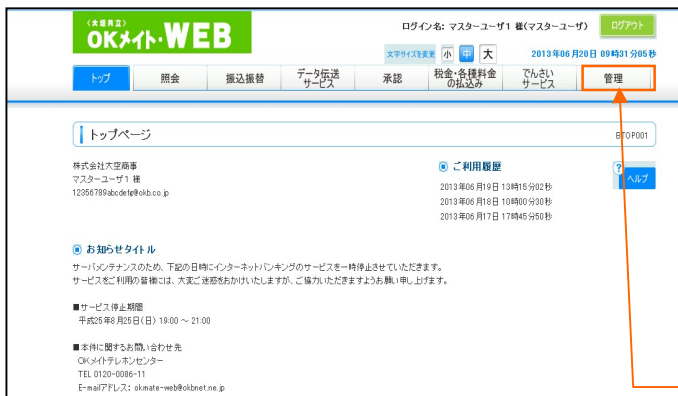 〈大垣共立〉
OKメイト・WEB
ログイン名: マスターユーザ1 様(マスターユーザ)
ログアウト
文字サイズを変更 小 中 大
2013年06月20日 09時31分05秒
トップ
照会
振込振替
データ伝送
サービス
承認
税金・各種料金
の払込み
でんさい
サービス
管理
トップページ
BTOP001
株式会社大空商事
マスターユーザ1 様
12356789abcdefg@okb.co.jp
ご利用履歴
2013年06月19日 13時15分02秒
2013年06月18日 10時00分30秒
2013年06月17日 17時45分50秒
?
ヘルプ
お知らせタイトル
サーバメンテナンスのため、下記の日時にインターネットバンキングのサービスを一時停止させていただきます。
サービスをご利用の皆様には、大変ご迷惑をおかけいたしますが、ご協力いただきますようお願い申し上げます。
■サービス停止期間
平成25年8月25日(日) 19:00 ～ 21:00
■本件に関するお問い合わせ先
OKメイトテレホンセンター
TEL 0120-0086-11
E-mailアドレス: okmate-web@okbnet.ne.jp